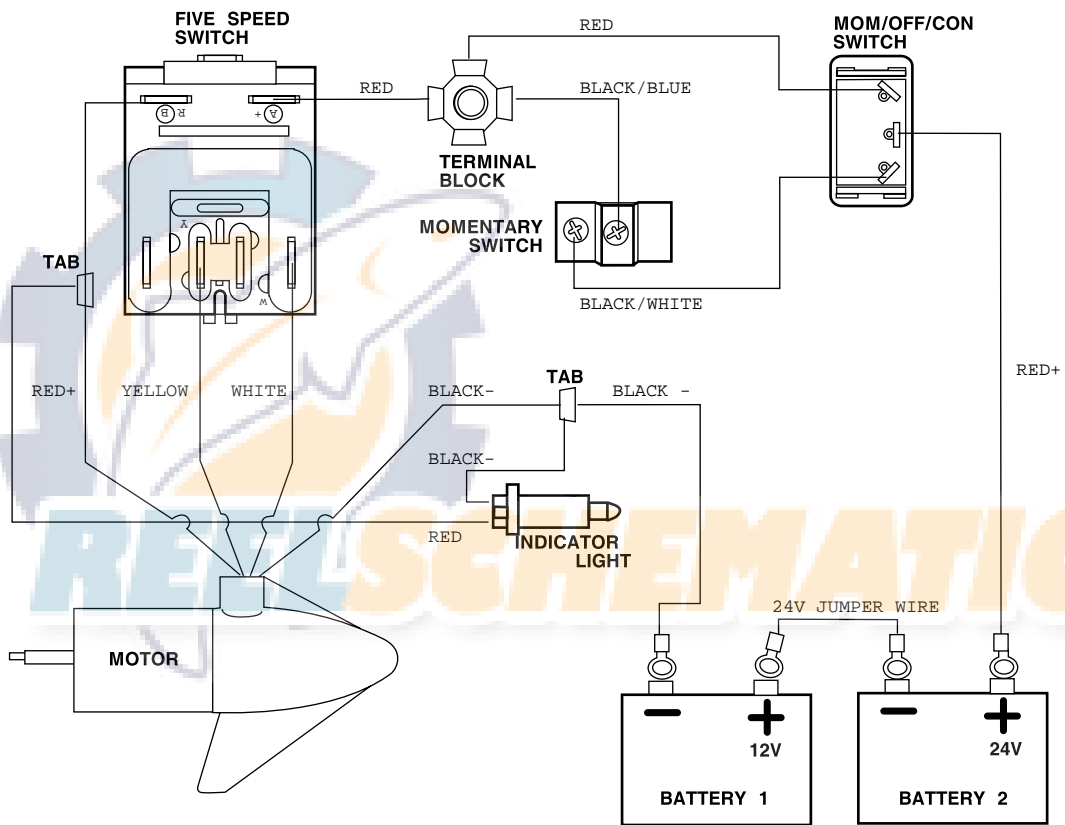 FIVE SPEED
SWITCH
RED
MOM/OFF/CON
SWITCH
RED
BLACK/BLUE
B
R
+
A
TERMINAL
BLOCK
Y
MOMENTARY
SWITCH
TAB
W
BLACK/WHITE
RED+
YELLOW
WHITE
BLACK-
TAB
BLACK -
RED+
BLACK-
RED
INDICATOR
LIGHT
REELSCHEMATIC
24V JUMPER WIRE
MOTOR
12V
24V
BATTERY 1
BATTERY 2